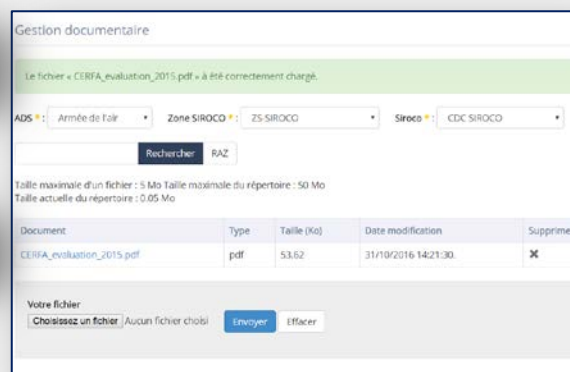 Gestion documentaire
Le fichier « CERFA_evaluation_2015.pdf » à été correctement chargé.
ADS * : Armée de l'air Zone SIROCO * : ZS-SIROCO Siroco * : CDC SIROCO
Rechercher RAZ
Taille maximale d'un fichier : 5 Mo Taille maximale du répertoire : 50 Mo
Taille actuelle du répertoire : 0.05 Mo
Document Type Taille (Ko) Date modification Supprime
CERFA_evaluation_2015.pdf pdf 53,62 31/10/2016 14:21:30.
Votre fichier
Choisissez un fichier Aucun fichier choisi Envoyer Effacer